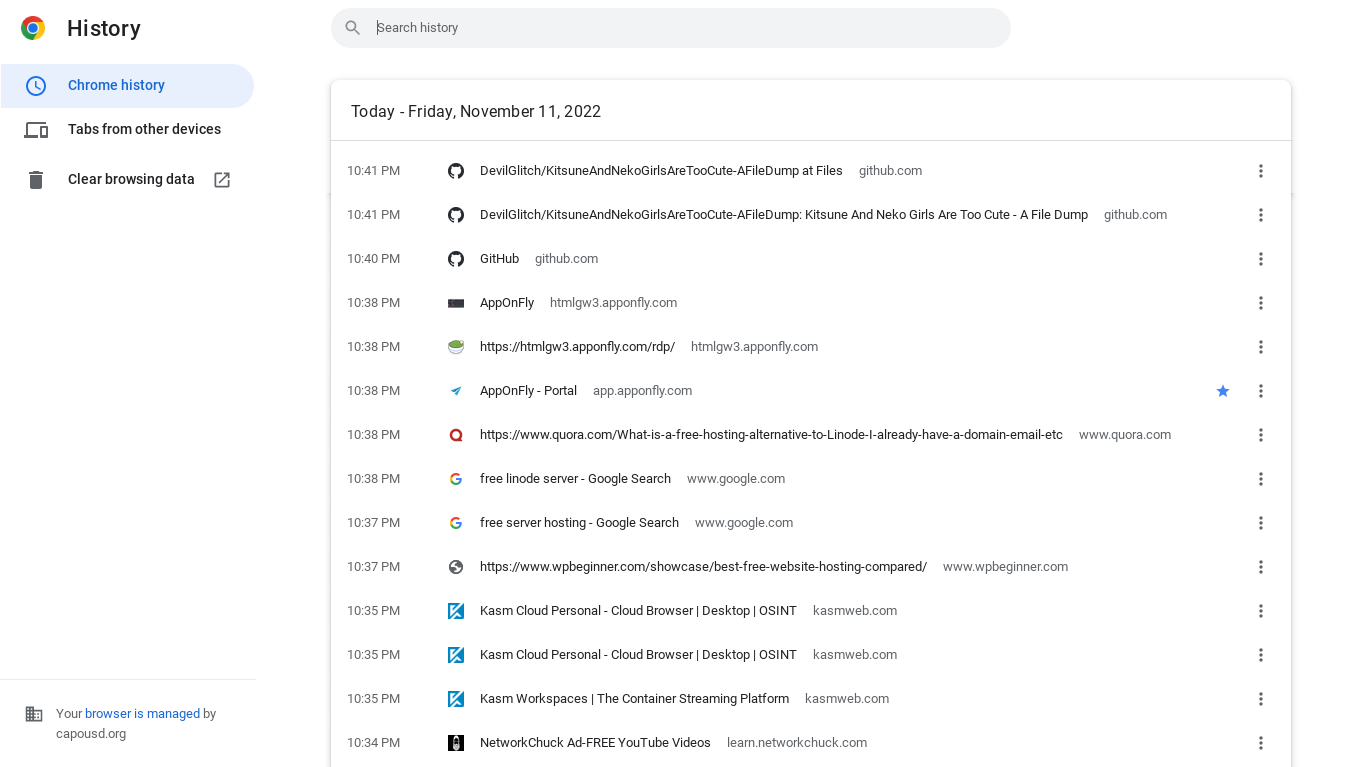 History
Search history
Chrome history
Tabs from other devices
Clear browsing data
Today - Friday, November 11, 2022
10:41 PM DevilGlitch/KitsuneAndNekoGirlsAreTooCute-AFileDump at Files github.com
10:41 PM DevilGlitch/KitsuneAndNekoGirlsAreTooCute-AFileDump: Kitsune And Neko Girls Are Too Cute - A File Dump github.com
10:40 PM GitHub github.com
10:38 PM AppOnFly htmlgw3.apponfly.com
10:38 PM https://htmlgw3.apponfly.com/rdp/ htmlgw3.apponfly.com
10:38 PM AppOnFly - Portal app.apponfly.com
10:38 PM https://www.quora.com/What-is-a-free-hosting-alternative-to-Linode-I-already-have-a-domain-email-etc www.quora.com
10:38 PM free linode server - Google Search www.google.com
10:37 PM free server hosting - Google Search www.google.com
10:37 PM https://www.wpbeginner.com/showcase/best-free-website-hosting-compared/ www.wpbeginner.com
10:35 PM Kasm Cloud Personal - Cloud Browser | Desktop | OSINT kasmweb.com
10:35 PM Kasm Cloud Personal - Cloud Browser | Desktop | OSINT kasmweb.com
10:35 PM Kasm Workspaces | The Container Streaming Platform kasmweb.com
10:34 PM NetworkChuck Ad-FREE YouTube Videos learn.networkchuck.com
Your browser is managed by
capousd.org